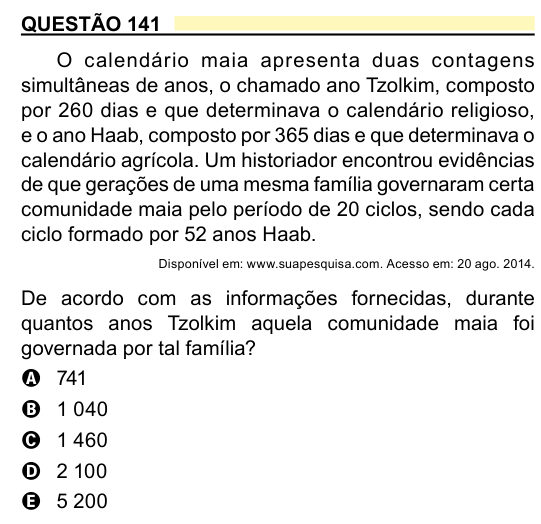 QUESTÃO 141
O calendário maia apresenta duas contagens
simultâneas de anos, o chamado ano Tzolkim, composto
por 260 dias e que determinava o calendário religioso,
e o ano Haab, composto por 365 dias e que determinava o
calendário agrícola. Um historiador encontrou evidências
de que gerações de uma mesma família governaram certa
comunidade maia pelo período de 20 ciclos, sendo cada
ciclo formado por 52 anos Haab.
Disponível em: www.suapesquisa.com. Acesso em: 20 ago. 2014.
De acordo com as informações fornecidas, durante
quantos anos Tzolkim aquela comunidade maia foi
governada por tal família?
A 741
B 1 040
C 1 460
D 2 100
E 5 200